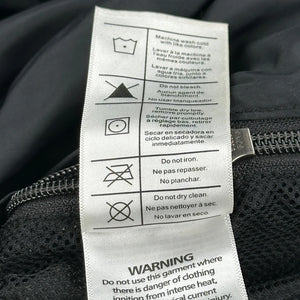 Machine wash cold
with like colors.
Laver à la machine à
l'eau froide avec les
mêmes couleurs.
Lavar a máquina con
agua fría, junto a
colores similares.
Do not bleach.
Aucun agent de
blanchiment.
No usar blanqueador.
Tumble dry low,
remove promptly.
Sécher par culbutage à
réglage bas, retirer
rapidement.
Secar en secadora en
ciclo delicado y sacar
inmediatamente.
Do not iron.
Ne pas repasser.
No planchar.
Do not dry clean.
Ne pas nettoyer à sec.
No lavar en seco.
WARNING
Do not use this garment where
there is danger of clothing
ignition from intense heat,